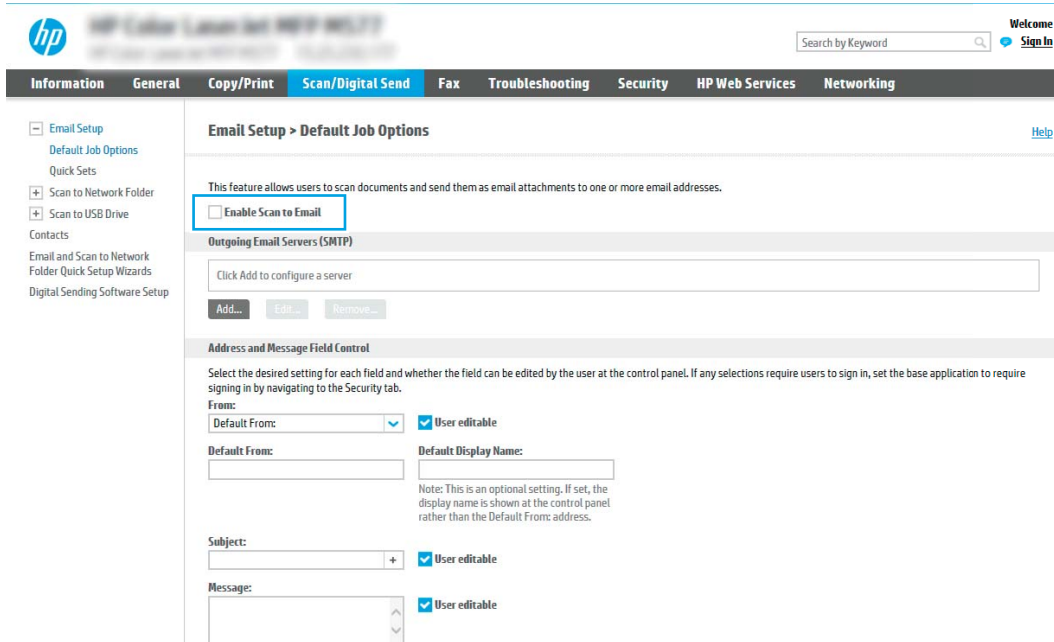 hp
HP Color LaserJet MFP M577
Welcome
Search by Keyword
Sign In
Information General Copy/Print Scan/Digital Send Fax Troubleshooting Security HP Web Services Networking
Email Setup
Default Job Options
Quick Sets
Scan to Network Folder
Scan to USB Drive
Contacts
Email and Scan to Network
Folder Quick Setup Wizards
Digital Sending Software Setup
Email Setup > Default Job Options
Help
This feature allows users to scan documents and send them as email attachments to one or more email addresses.
Enable Scan to Email
Outgoing Email Servers (SMTP)
Click Add to configure a server
Add... Edit... Remove...
Address and Message Field Control
Select the desired setting for each field and whether the field can be edited by the user at the control panel. If any selections require users to sign in, set the base application to require
signing in by navigating to the Security tab.
From:
Default From: User editable
Default From: Default Display Name:
Note: This is an optional setting. If set, the
display name is shown at the control panel
rather than the Default From: address.
Subject:
+ User editable
Message:
User editable